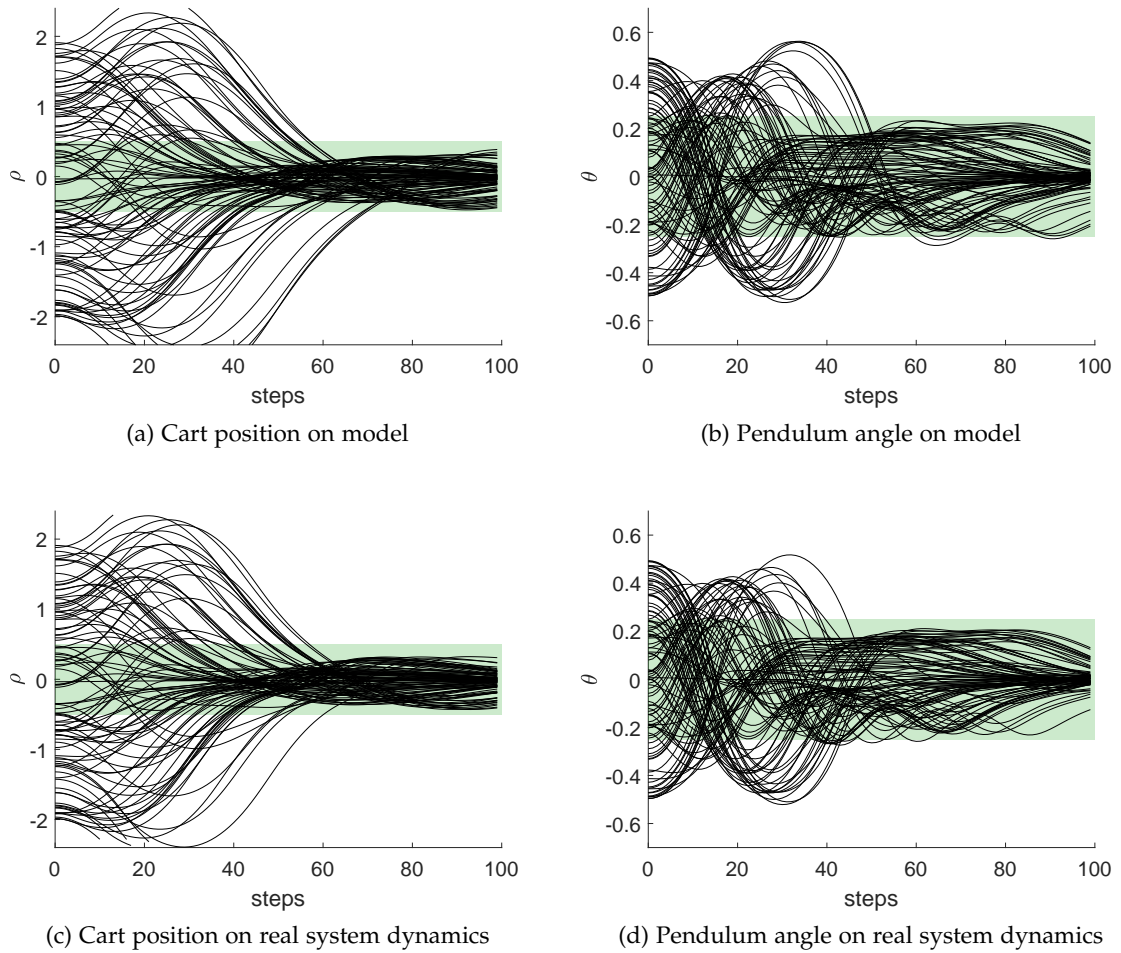 2
1
0
-1
-2
ρ
0 20 40 60 80 100
steps
(a) Cart position on model
0.6
0.4
0.2
0
-0.2
-0.4
-0.6
θ
0 20 40 60 80 100
steps
(b) Pendulum angle on model
2
1
0
-1
-2
ρ
0 20 40 60 80 100
steps
(c) Cart position on real system dynamics
0.6
0.4
0.2
0
-0.2
-0.4
-0.6
θ
0 20 40 60 80 100
steps
(d) Pendulum angle on real system dynamics